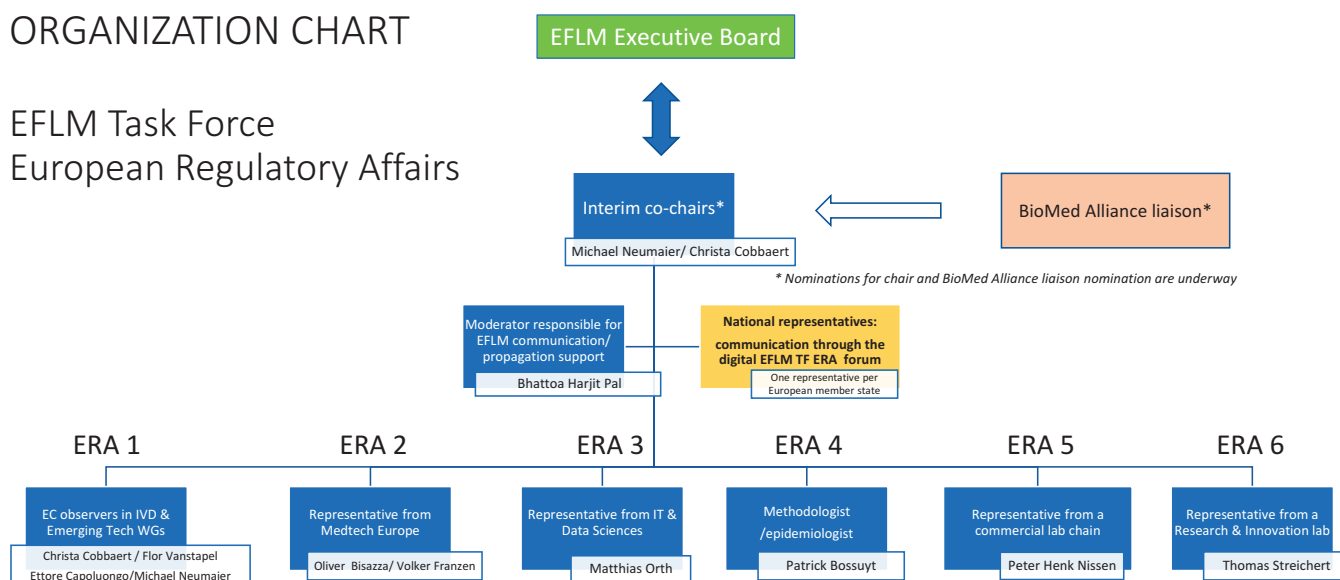 ORGANIZATION CHART
EFLM Executive Board
EFLM Task Force
European Regulatory Affairs
Interim co-chairs*
Michael Neumaier/ Christa Cobbaert
BioMed Alliance liaison*
* Nominations for chair and BioMed Alliance liaison nomination are underway
Moderator responsible for
EFLM communication/
propagation support
Bhattoa Harjit Pal
National representatives:
communication through the
digital EFLM TF ERA forum
One representative per
European member state
ERA 1
ERA 2
ERA 3
ERA 4
ERA 5
ERA 6
EC observers in IVD &
Emerging Tech WGs
Christa Cobbaert / Flor Vanstapel
Ettore Capoluongo/Michael Neumaier
Representative from
Medtech Europe
Oliver Bisazza/ Volker Franzen
Representative from IT &
Data Sciences
Matthias Orth
Methodologist
/epidemiologist
Patrick Bossuyt
Representative from a
commercial lab chain
Peter Henk Nissen
Representative from a
Research & Innovation lab
Thomas Streichert